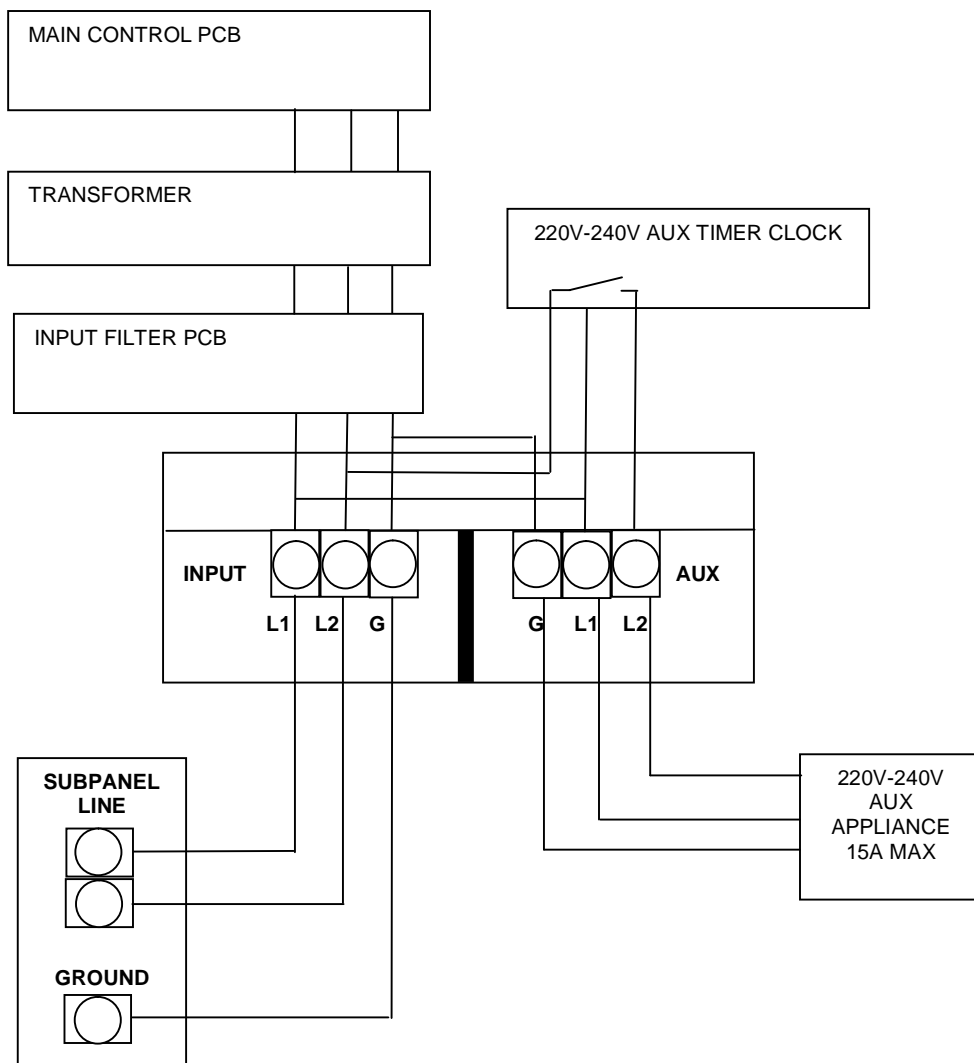 MAIN CONTROL PCB
TRANSFORMER
220V-240V AUX TIMER CLOCK
INPUT FILTER PCB
INPUT
AUX
L1 L2 G
G L1 L2
SUBPANEL
LINE
GROUND
220V-240V
AUX
APPLIANCE
15A MAX